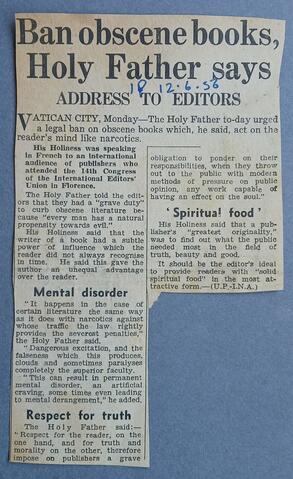 Ban obscene books,
Holy Father says
IP 12.6.56
ADDRESS TO EDITORS
VATICAN CITY, Monday—The Holy Father to-day urged
a legal ban on obscene books which, he said, act on the
reader's mind like narcotics.
His Holiness was speaking
in French to an international
audience of publishers who
attended the 14th Congress
of the International Editors'
Union in Florence.
The Holy Father told the edi-
tors that they had a "grave duty"
to curb obscene literature be-
cause "every man has a natural
propensity towards evil."
His Holiness said that the
writer of a book had a subtle
power of influence which the
reader did not always recognise
in time. He said this gave the
author an unequal advantage
over the reader.
Mental disorder
"It happens in the case of
certain literature the same way
as it does with narcotics against
whose traffic the law rightly
provides the severest penalties,"
the Holy Father said.
"Dangerous excitation, and the
falseness which this produces,
clouds and sometimes paralyses
completely the superior faculty.
"This can result in permanent
mental disorder, an artificial
craving, some times even leading
to mental derangement," he added.
Respect for truth
The Holy Father said:—
"Respect for the reader, on the
one hand, and for truth and
morality on the other, therefore
impose on publishers a grave
obligation to ponder on their
responsibilities, when they throw
out to the public with modern
methods of pressure on public
opinion, any work capable of
having an effect on the soul."
'Spiritual food'
His Holiness said that a pub-
lisher's "greatest originality,"
was to find out what the public
needed most in the field of
truth, beauty and good.
It should be the editor's ideal
to provide readers with "solid
spiritual food" in the most at-
tractive form.—(U.P.-I.N.A.)